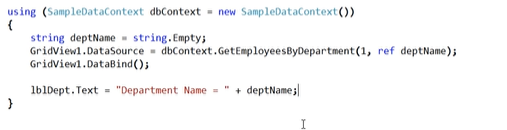 using (SampleDataContext dbContext = new SampleDataContext())
{
    string deptName = string.Empty;
    GridView1.DataSource = dbContext.GetEmployeesByDepartment(1, ref deptName);
    GridView1.DataBind();

    lblDept.Text = "Department Name = " + deptName;
}